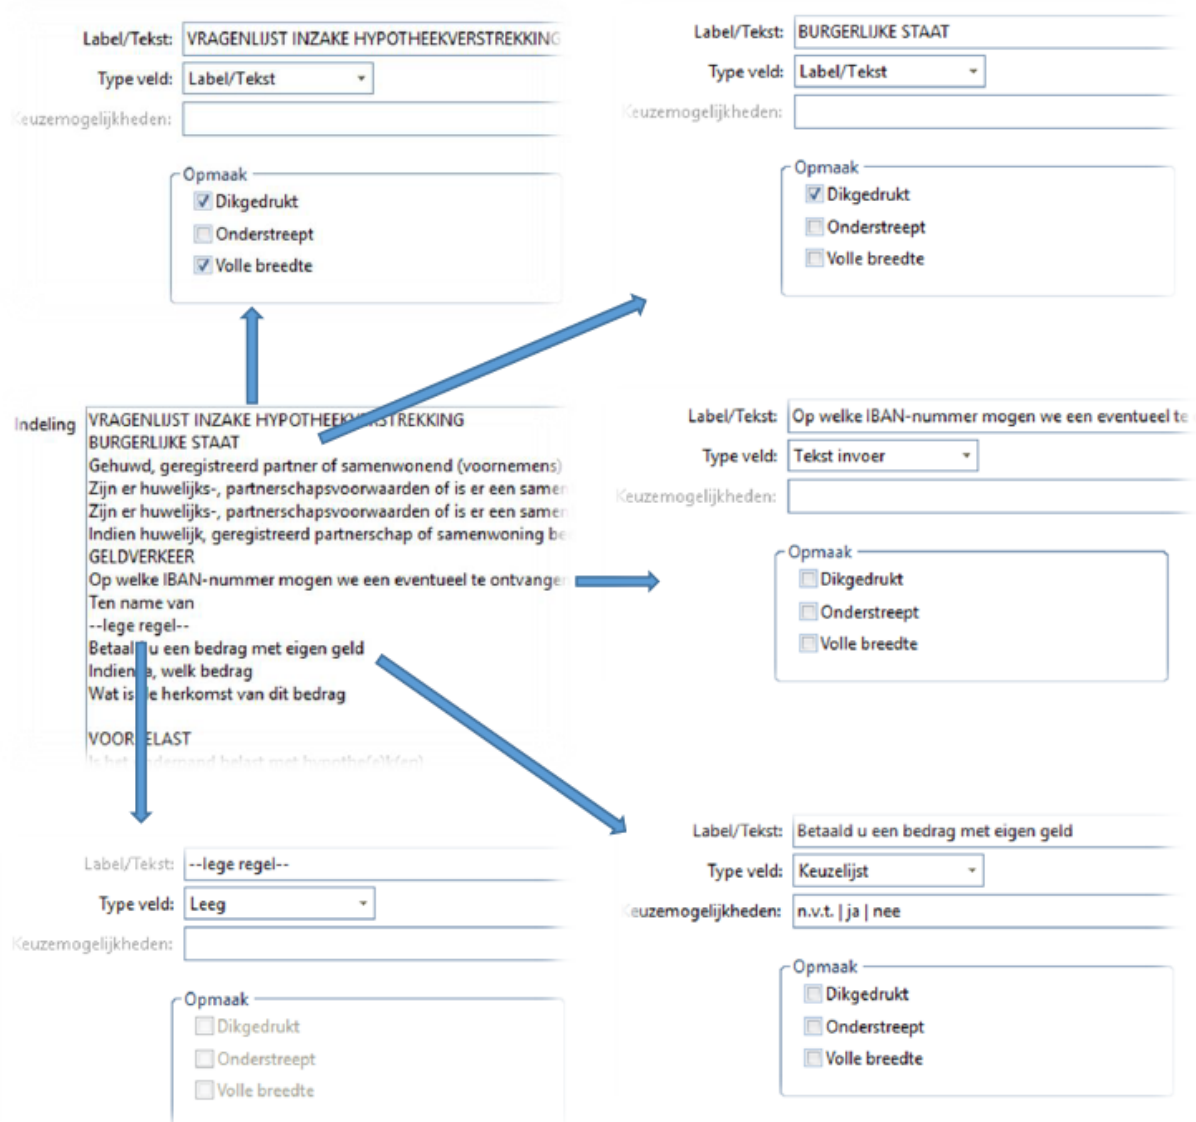 Label/Tekst: VRAGENLIJST INZAKE HYPOTHEEKVERSTREKKING
Type veld: Label/Tekst
Keuzemogelijkheden:
Opmaak
Dikgedrukt
Onderstreept
Volle breedte
Label/Tekst: BURGERLIJKE STAAT
Type veld: Label/Tekst
Keuzemogelijkheden:
Opmaak
Dikgedrukt
Onderstreept
Volle breedte
Indeling
VRAGENLIJST INZAKE HYPOTHEEKVERSTREKKING
BURGERLIJKE STAAT
Gehuwd, geregistreerd partner of samenwonend (voornemens)
Zijn er huwelijks-, partnerschapsvoorwaarden of is er een samen
Zijn er huwelijks-, partnerschapsvoorwaarden of is er een samen
Indien huwelijk, geregistreerd partnerschap of samenwoning be
GELDVERKEER
Op welke IBAN-nummer mogen we een eventueel te ontvangen
Ten name van
--lege regel--
Betaald u een bedrag met eigen geld
Indien ja, welk bedrag
Wat is de herkomst van dit bedrag
VOORBELAST
Is het onderpand belast met hypothe(e)k(en)
Label/Tekst: Op welke IBAN-nummer mogen we een eventueel te
Type veld: Tekst invoer
Keuzemogelijkheden:
Opmaak
Dikgedrukt
Onderstreept
Volle breedte
Label/Tekst: --lege regel--
Type veld: Leeg
Keuzemogelijkheden:
Opmaak
Dikgedrukt
Onderstreept
Volle breedte
Label/Tekst: Betaald u een bedrag met eigen geld
Type veld: Keuzelijst
Keuzemogelijkheden: n.v.t. | ja | nee
Opmaak
Dikgedrukt
Onderstreept
Volle breedte